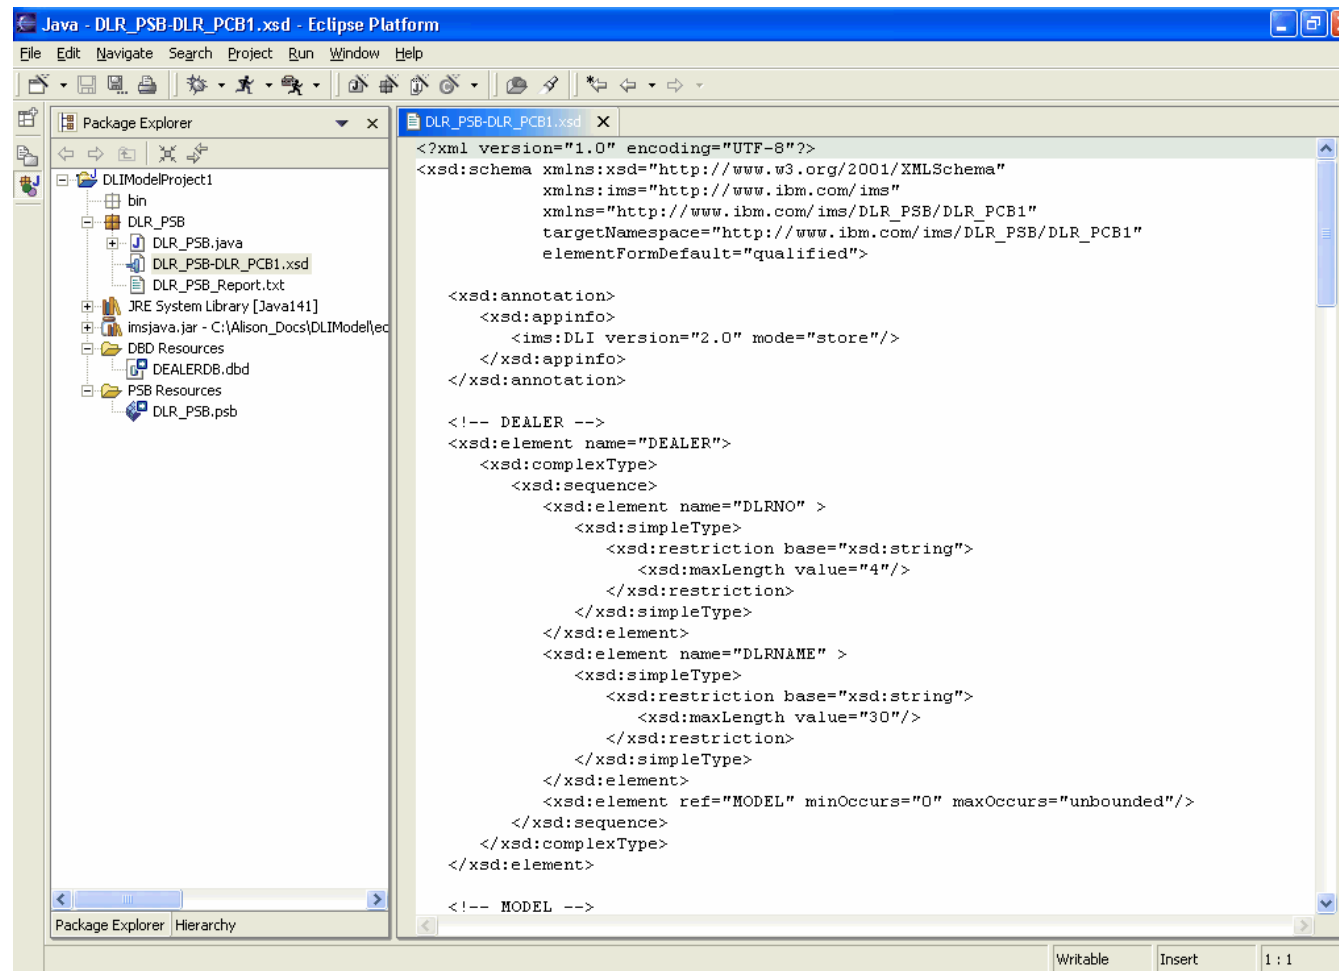 Java - DLR_PSB-DLR_PCB1.xsd - Eclipse Platform
File Edit Navigate Search Project Run Window Help
Package Explorer
DLIModelProject1
bin
DLR_PSB
DLR_PSB.java
DLR_PSB-DLR_PCB1.xsd
DLR_PSB_Report.txt
JRE System Library [Java141]
imsjava.jar - C:\Alison_Docs\DLIModel\ec
DBD Resources
DEALERDB.dbd
PSB Resources
DLR_PSB.psb
Package Explorer Hierarchy
DLR_PSB-DLR_PCB1.xsd
<?xml version="1.0" encoding="UTF-8"?>
<xsd:schema xmlns:xsd="http://www.w3.org/2001/XMLSchema"
xmlns:ims="http://www.ibm.com/ims"
xmlns="http://www.ibm.com/ims/DLR_PSB/DLR_PCB1"
targetNamespace="http://www.ibm.com/ims/DLR_PSB/DLR_PCB1"
elementFormDefault="qualified">
<xsd:annotation>
<xsd:appinfo>
<ims:DLI version="2.0" mode="store"/>
</xsd:appinfo>
</xsd:annotation>
<!-- DEALER -->
<xsd:element name="DEALER">
<xsd:complexType>
<xsd:sequence>
<xsd:element name="DLRNO" >
<xsd:simpleType>
<xsd:restriction base="xsd:string">
<xsd:maxLength value="4"/>
</xsd:restriction>
</xsd:simpleType>
</xsd:element>
<xsd:element name="DLRNAME" >
<xsd:simpleType>
<xsd:restriction base="xsd:string">
<xsd:maxLength value="30"/>
</xsd:restriction>
</xsd:simpleType>
</xsd:element>
<xsd:element ref="MODEL" minOccurs="0" maxOccurs="unbounded"/>
</xsd:sequence>
</xsd:complexType>
</xsd:element>
<!-- MODEL -->
Writable Insert 1 : 1